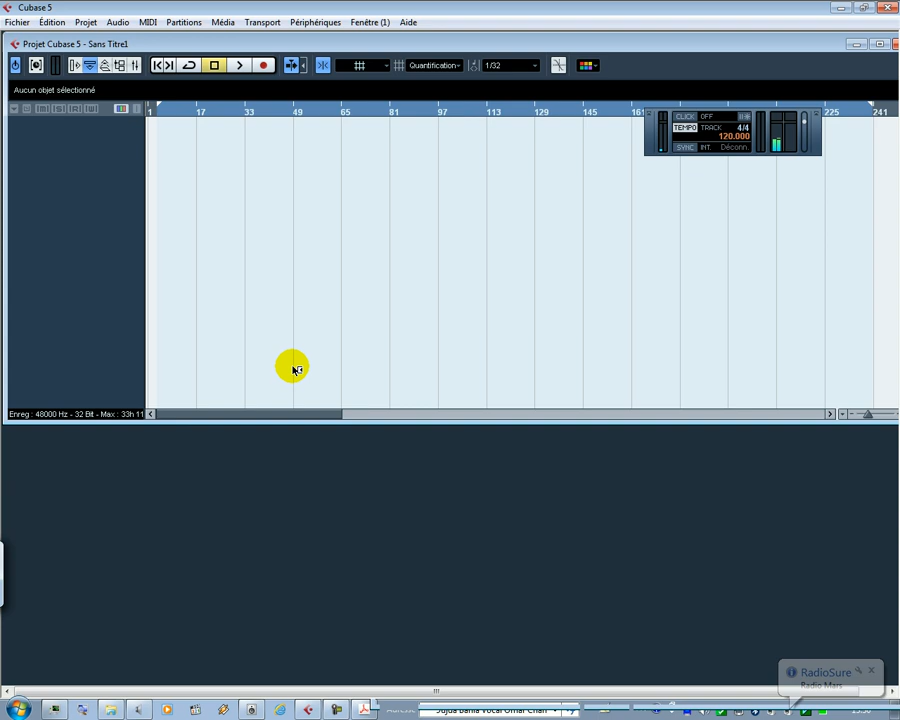 Cubase 5
Fichier Édition Projet Audio MIDI Partitions Média Transport Périphériques Fenêtre (1) Aide
Projet Cubase 5 - Sans Titre1
Quantification 1/32
Aucun objet sélectionné
1 17 33 49 65 81 97 113 129 145 161 225 241
CLICK OFF
TEMPO TRACK 4/4
120.000
SYNC INT. Déconn.
Enreg : 48000 Hz - 32 Bit - Max : 33h 11
RadioSure
Radio Mars